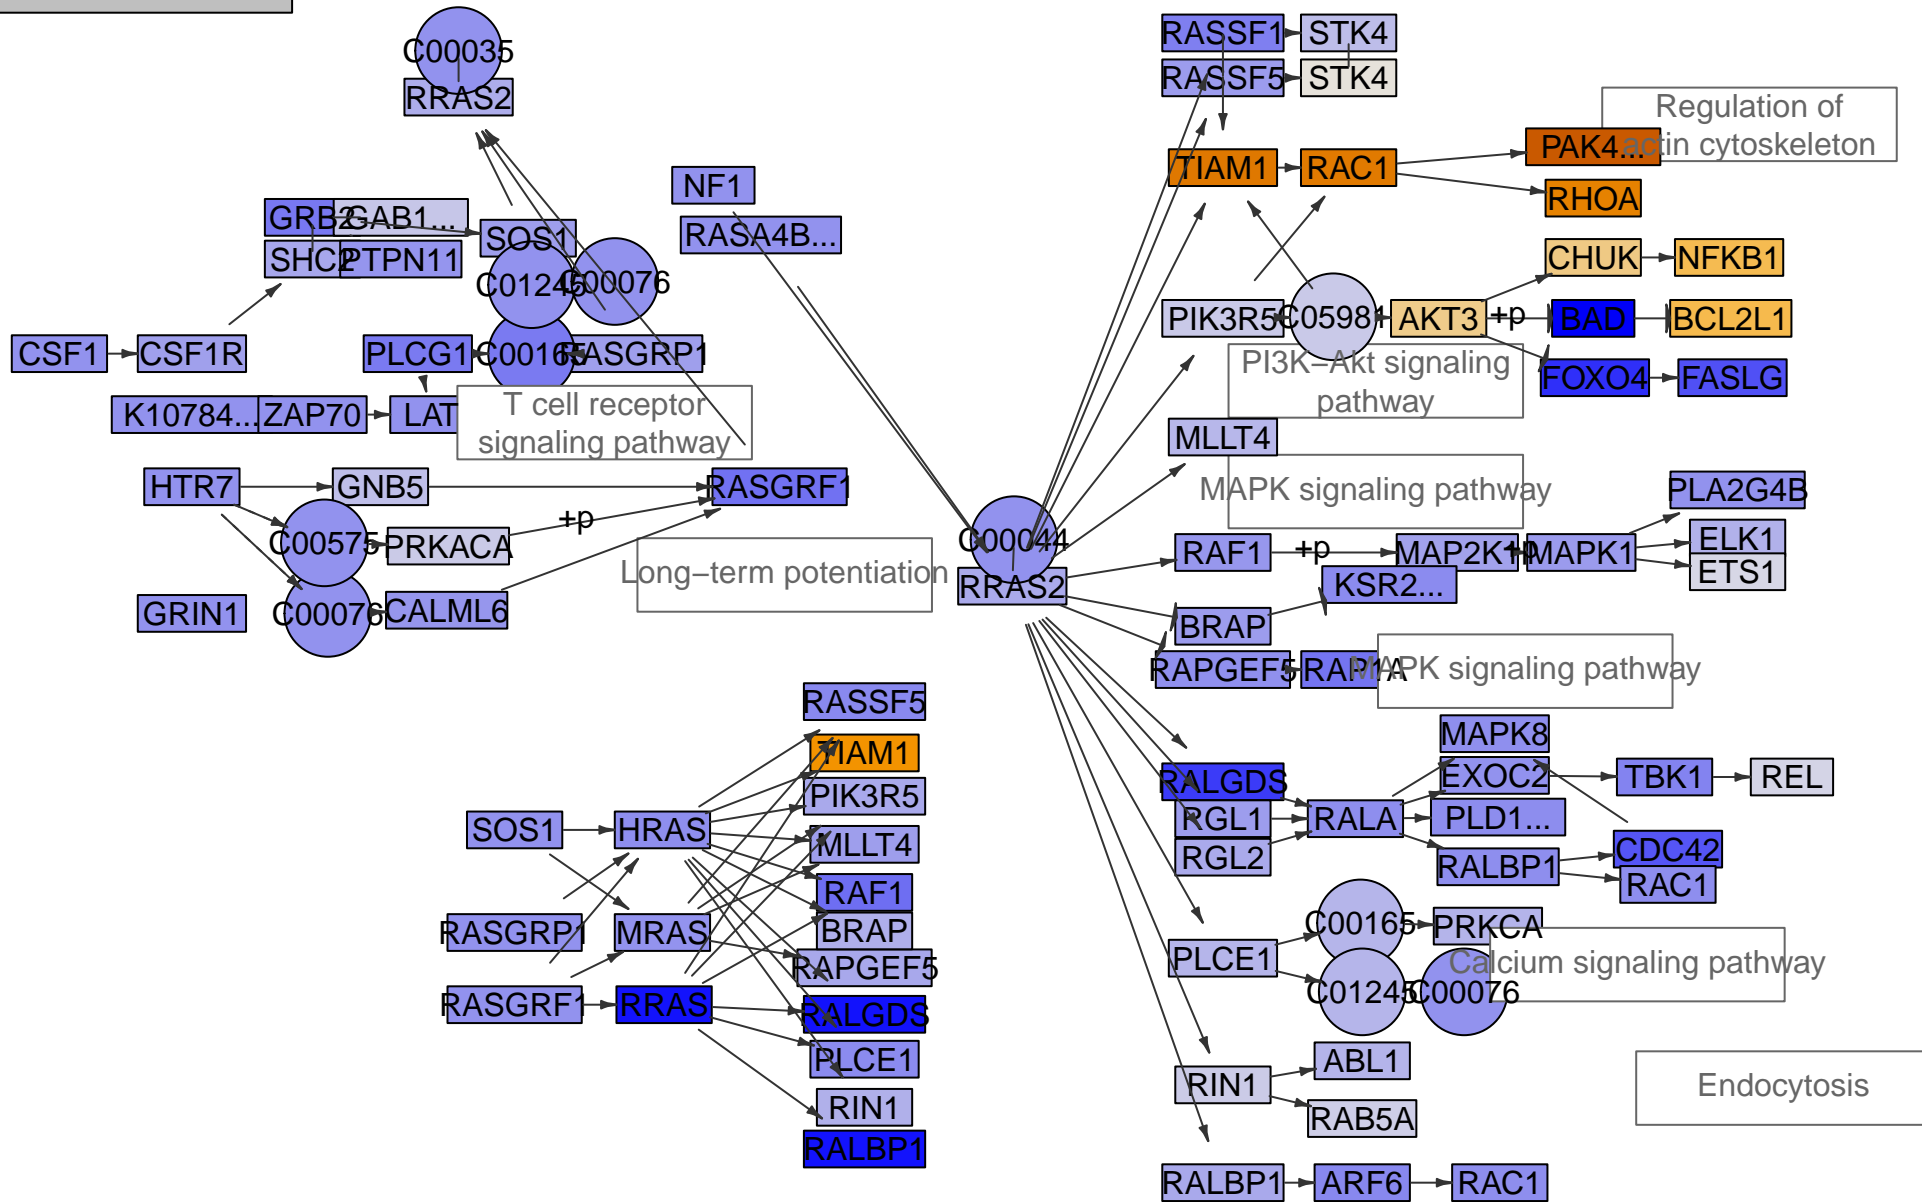 C00035
RRAS2
NF1
RASA4B...
GRB2
GAB1...
SHC2
PTPN11
SOS1
C01245
C00076
CSF1
CSF1R
PLCG1
C00165
RASGRP1
K10784...
ZAP70
LAT
T cell receptor
signaling pathway
HTR7
GNB5
RASGRF1
+p
C00575
PRKACA
GRIN1
C00076
CALML6
Long−term potentiation
C00044
RRAS2
RASSF1
STK4
RASSF5
STK4
Regulation of
actin cytoskeleton
PAK4...
TIAM1
RAC1
RHOA
CHUK
NFKB1
PIK3R5
C05981
AKT3
+p
BAD
BCL2L1
PI3K−Akt signaling
pathway
FOXO4
FASLG
MLLT4
MAPK signaling pathway
PLA2G4B
RAF1
+p
MAP2K1
+p
MAPK1
ELK1
ETS1
KSR2...
BRAP
RAPGEF5
RAP1A
MAPK signaling pathway
MAPK8
RALGDS
EXOC2
TBK1
REL
RGL1
RALA
PLD1...
RGL2
RALBP1
CDC42
RAC1
C00165
PRKCA
PLCE1
Calcium signaling pathway
C01245
C00076
ABL1
RIN1
RAB5A
Endocytosis
RALBP1
ARF6
RAC1
RASSF5
TIAM1
PIK3R5
SOS1
HRAS
MLLT4
RAF1
RASGRP1
MRAS
BRAP
RAPGEF5
RASGRF1
RRAS
RALGDS
PLCE1
RIN1
RALBP1